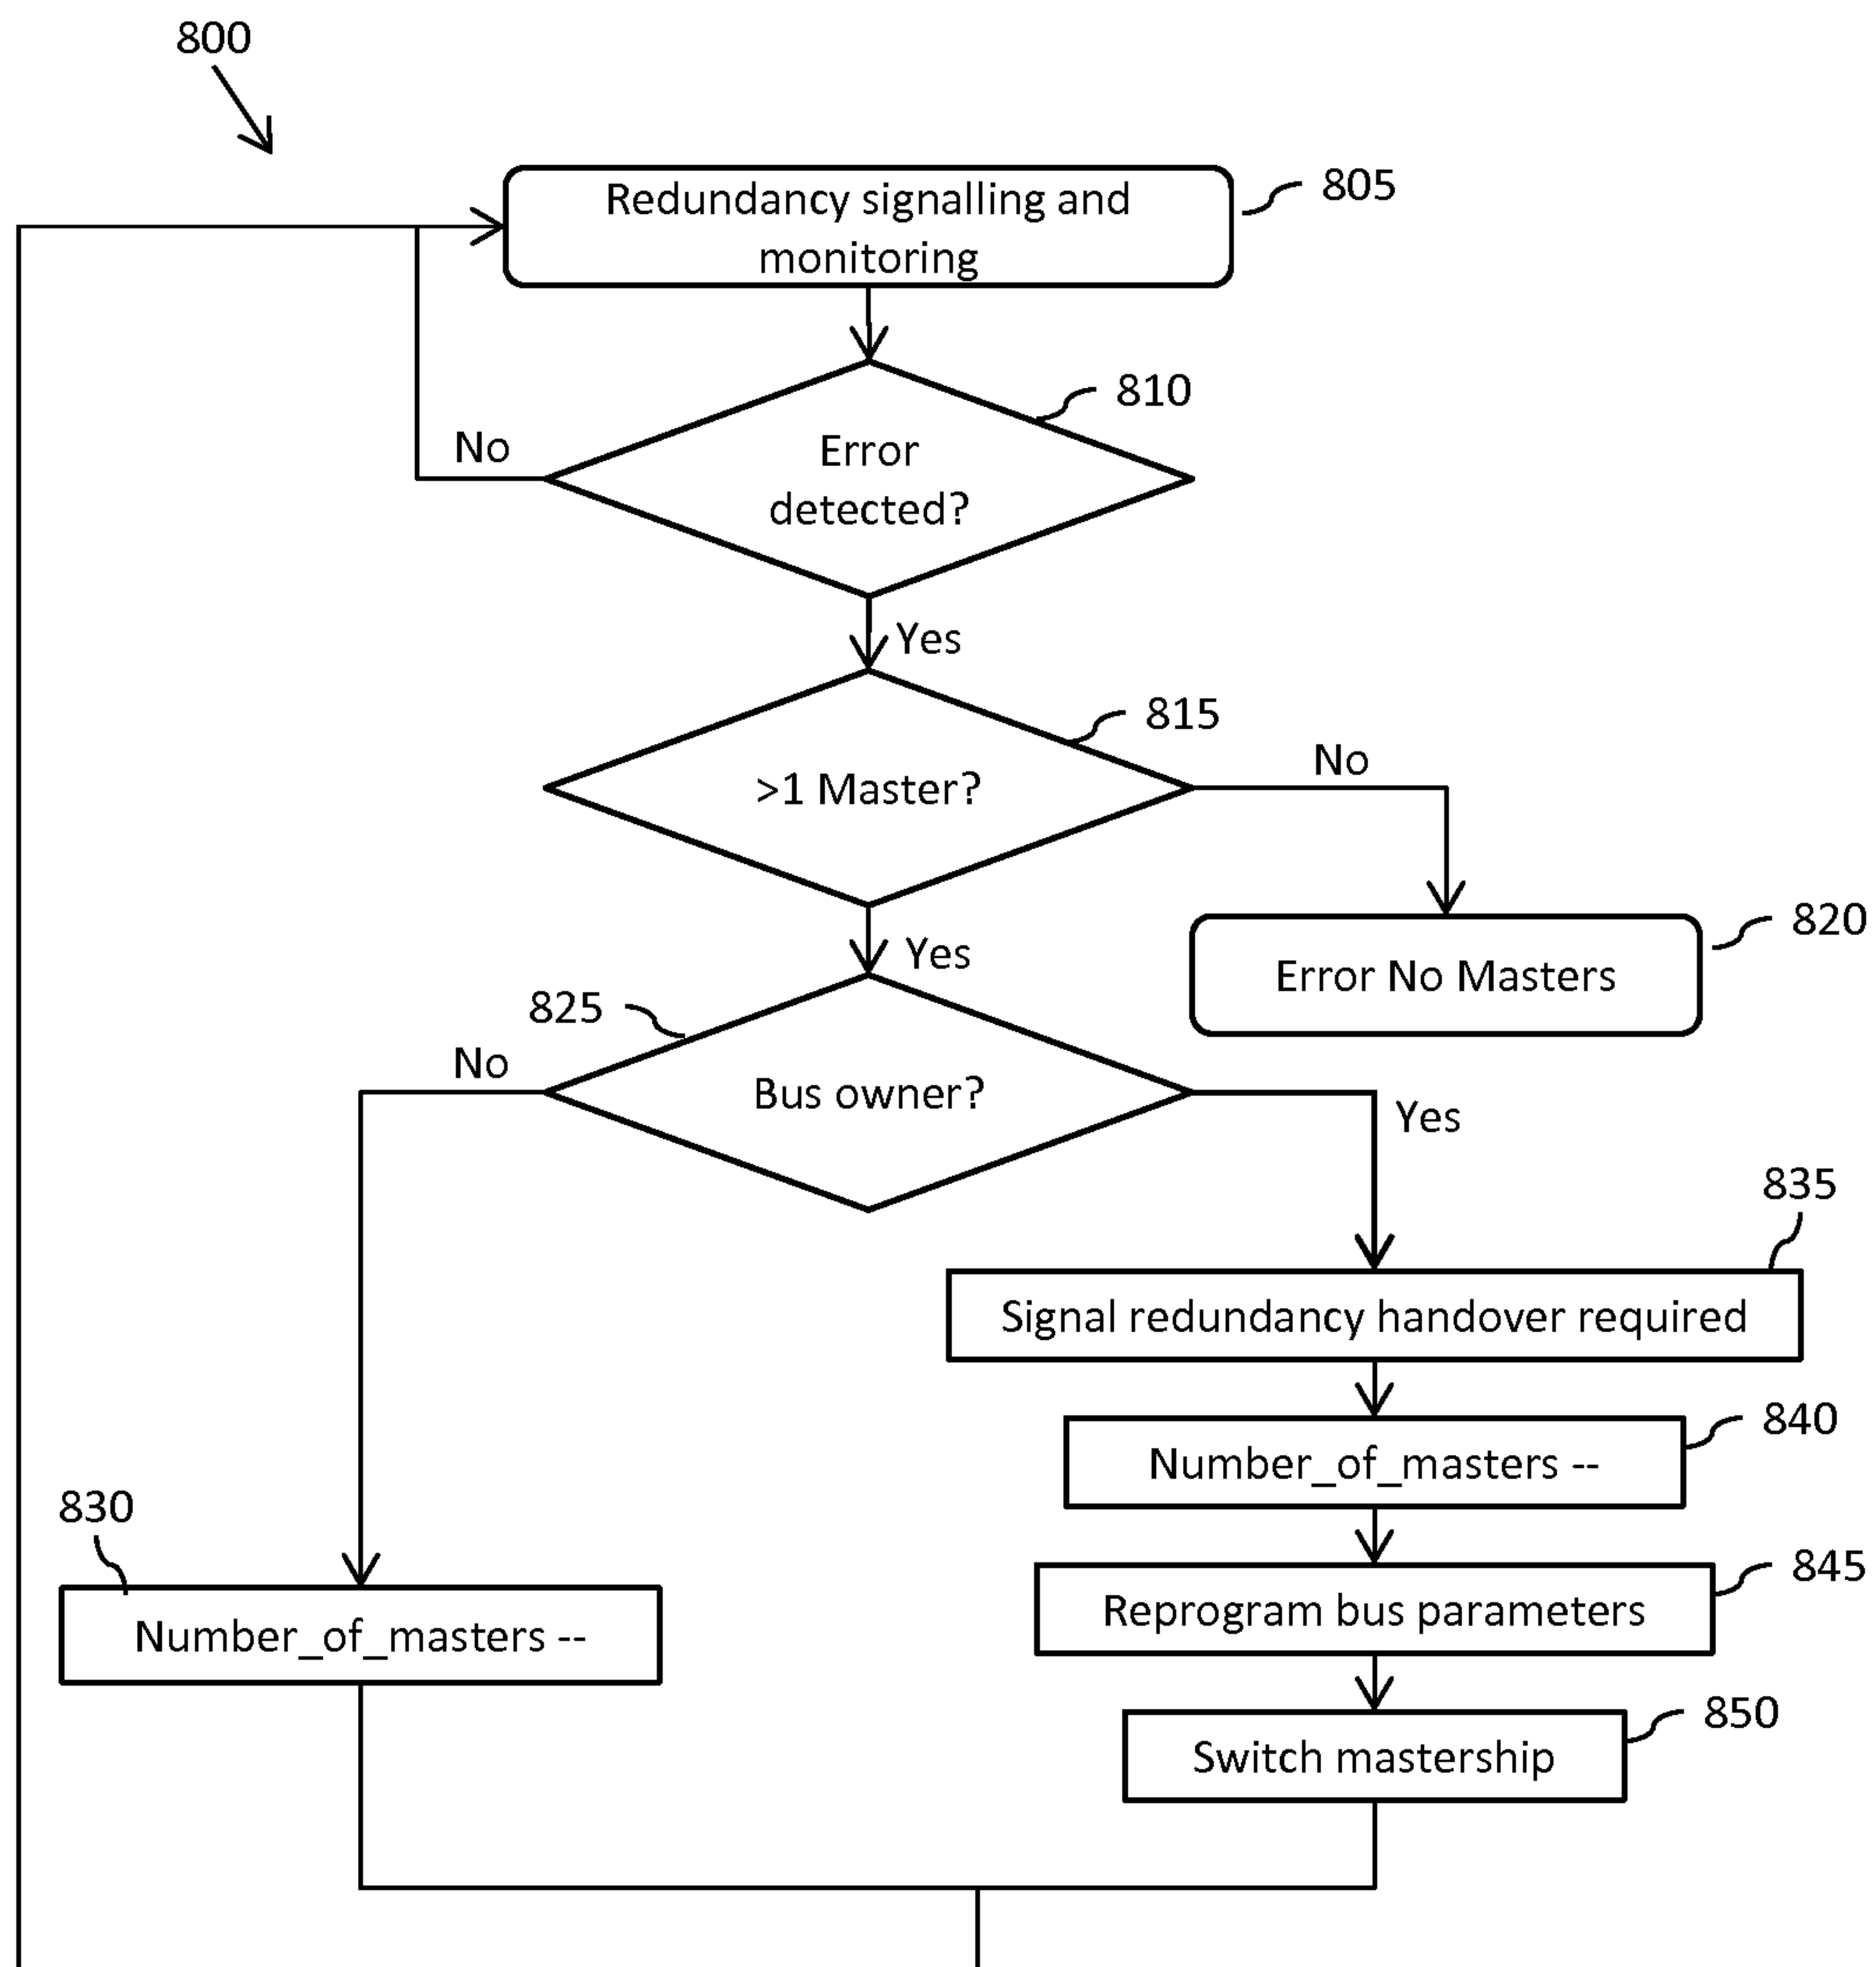 800
Redundancy signalling and
monitoring
805
810
No
Error
detected?
Yes
815
>1 Master?
No
820
Yes
Error No Masters
825
No
Bus owner?
Yes
835
Signal redundancy handover required
840
Number_of_masters --
830
845
Reprogram bus parameters
Number_of_masters --
850
Switch mastership